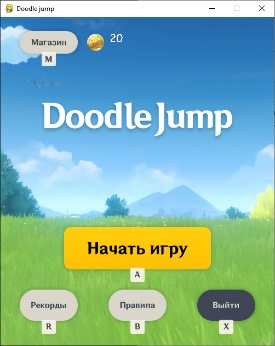 Doodle jump
Магазин
20
M
Doodle Jump
Начать игру
A
Рекорды
Правила
Выйти
R
B
X